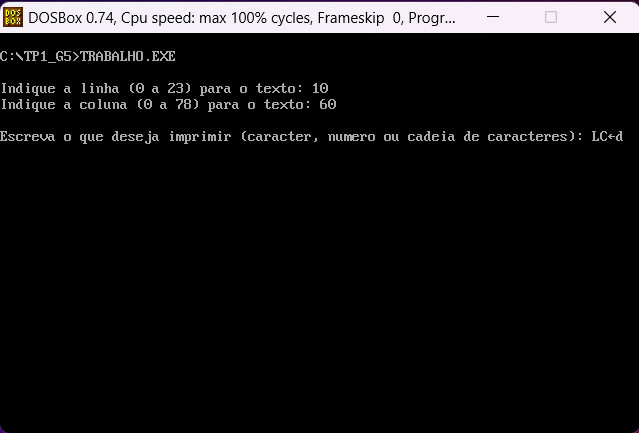 DOS BOX
DOSBox 0.74, Cpu speed: max 100% cycles, Frameskip 0, Progr...
C:\TP1_G5>TRABALHO.EXE
Indique a linha (0 a 23) para o texto: 10
Indique a coluna (0 a 78) para o texto: 60
Escreva o que deseja imprimir (caracter, numero ou cadeia de caracteres): LC←d